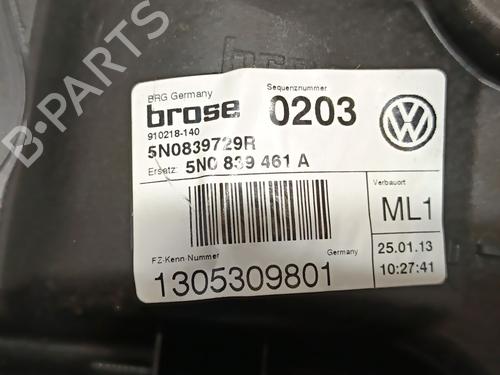 B-PARTS
brose
BRG Germany
brose
910218-140
Sequenznummer
0203
5N0839729R
Ersatz: 5N0 839 461 A
Verbauort
ML1
FZ-Kenn-Nummer
Germany
1305309801
25.01.13
10:27:41